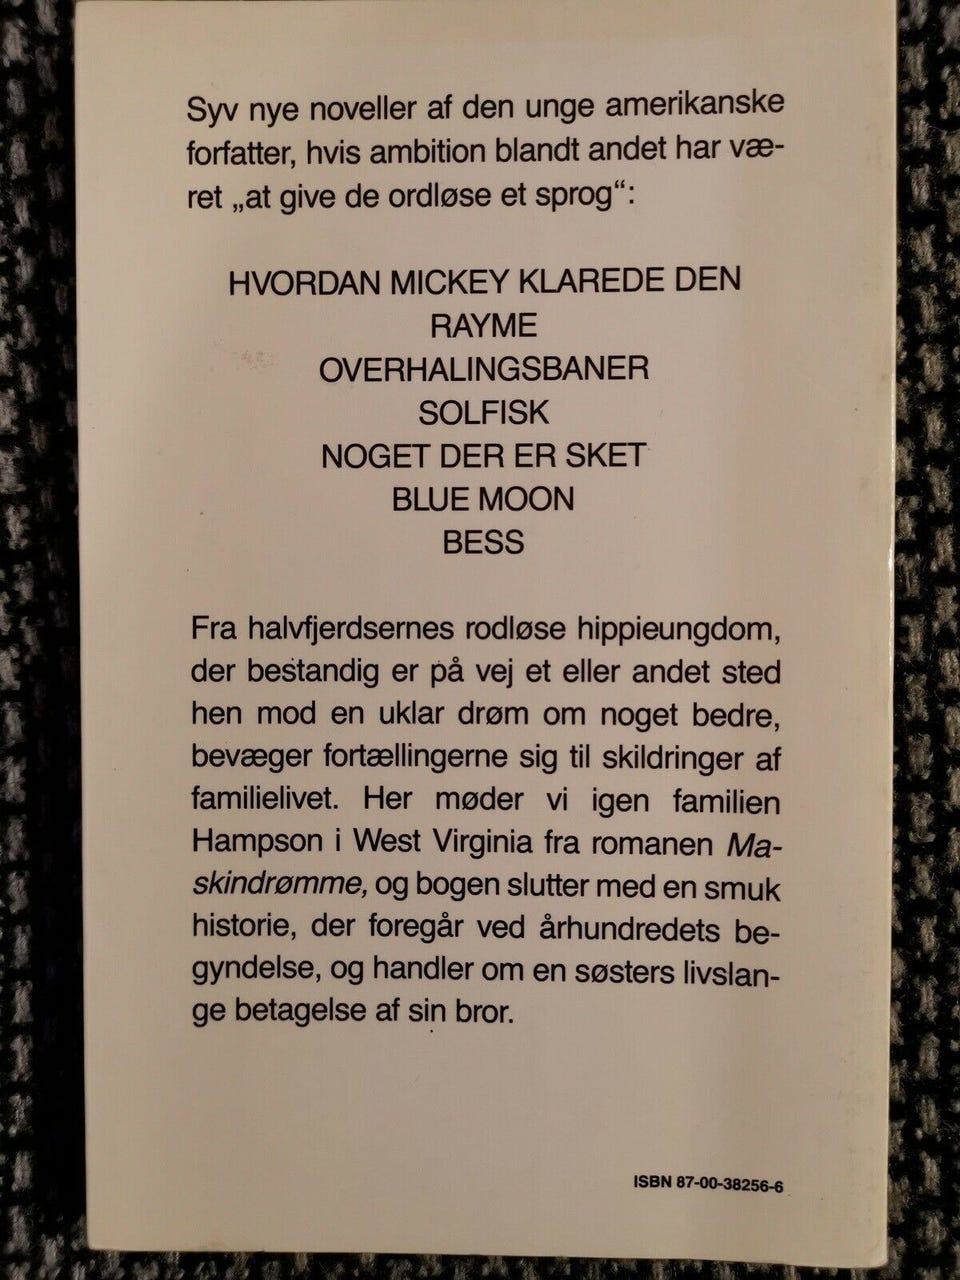 Syv nye noveller af den unge amerikanske
forfatter, hvis ambition blandt andet har væ-
ret „at give de ordløse et sprog“:
HVORDAN MICKEY KLAREDE DEN
RAYME
OVERHALINGSBANER
SOLFISK
NOGET DER ER SKET
BLUE MOON
BESS
Fra halvfjerdsernes rodløse hippieungdom,
der bestandig er på vej et eller andet sted
hen mod en uklar drøm om noget bedre,
bevæger fortællingerne sig til skildringer af
familielivet. Her møder vi igen familien
Hampson i West Virginia fra romanen Ma-
skindrømme, og bogen slutter med en smuk
historie, der foregår ved århundredets be-
gyndelse, og handler om en søsters livslan-
ge betagelse af sin bror.
ISBN 87-00-38256-6